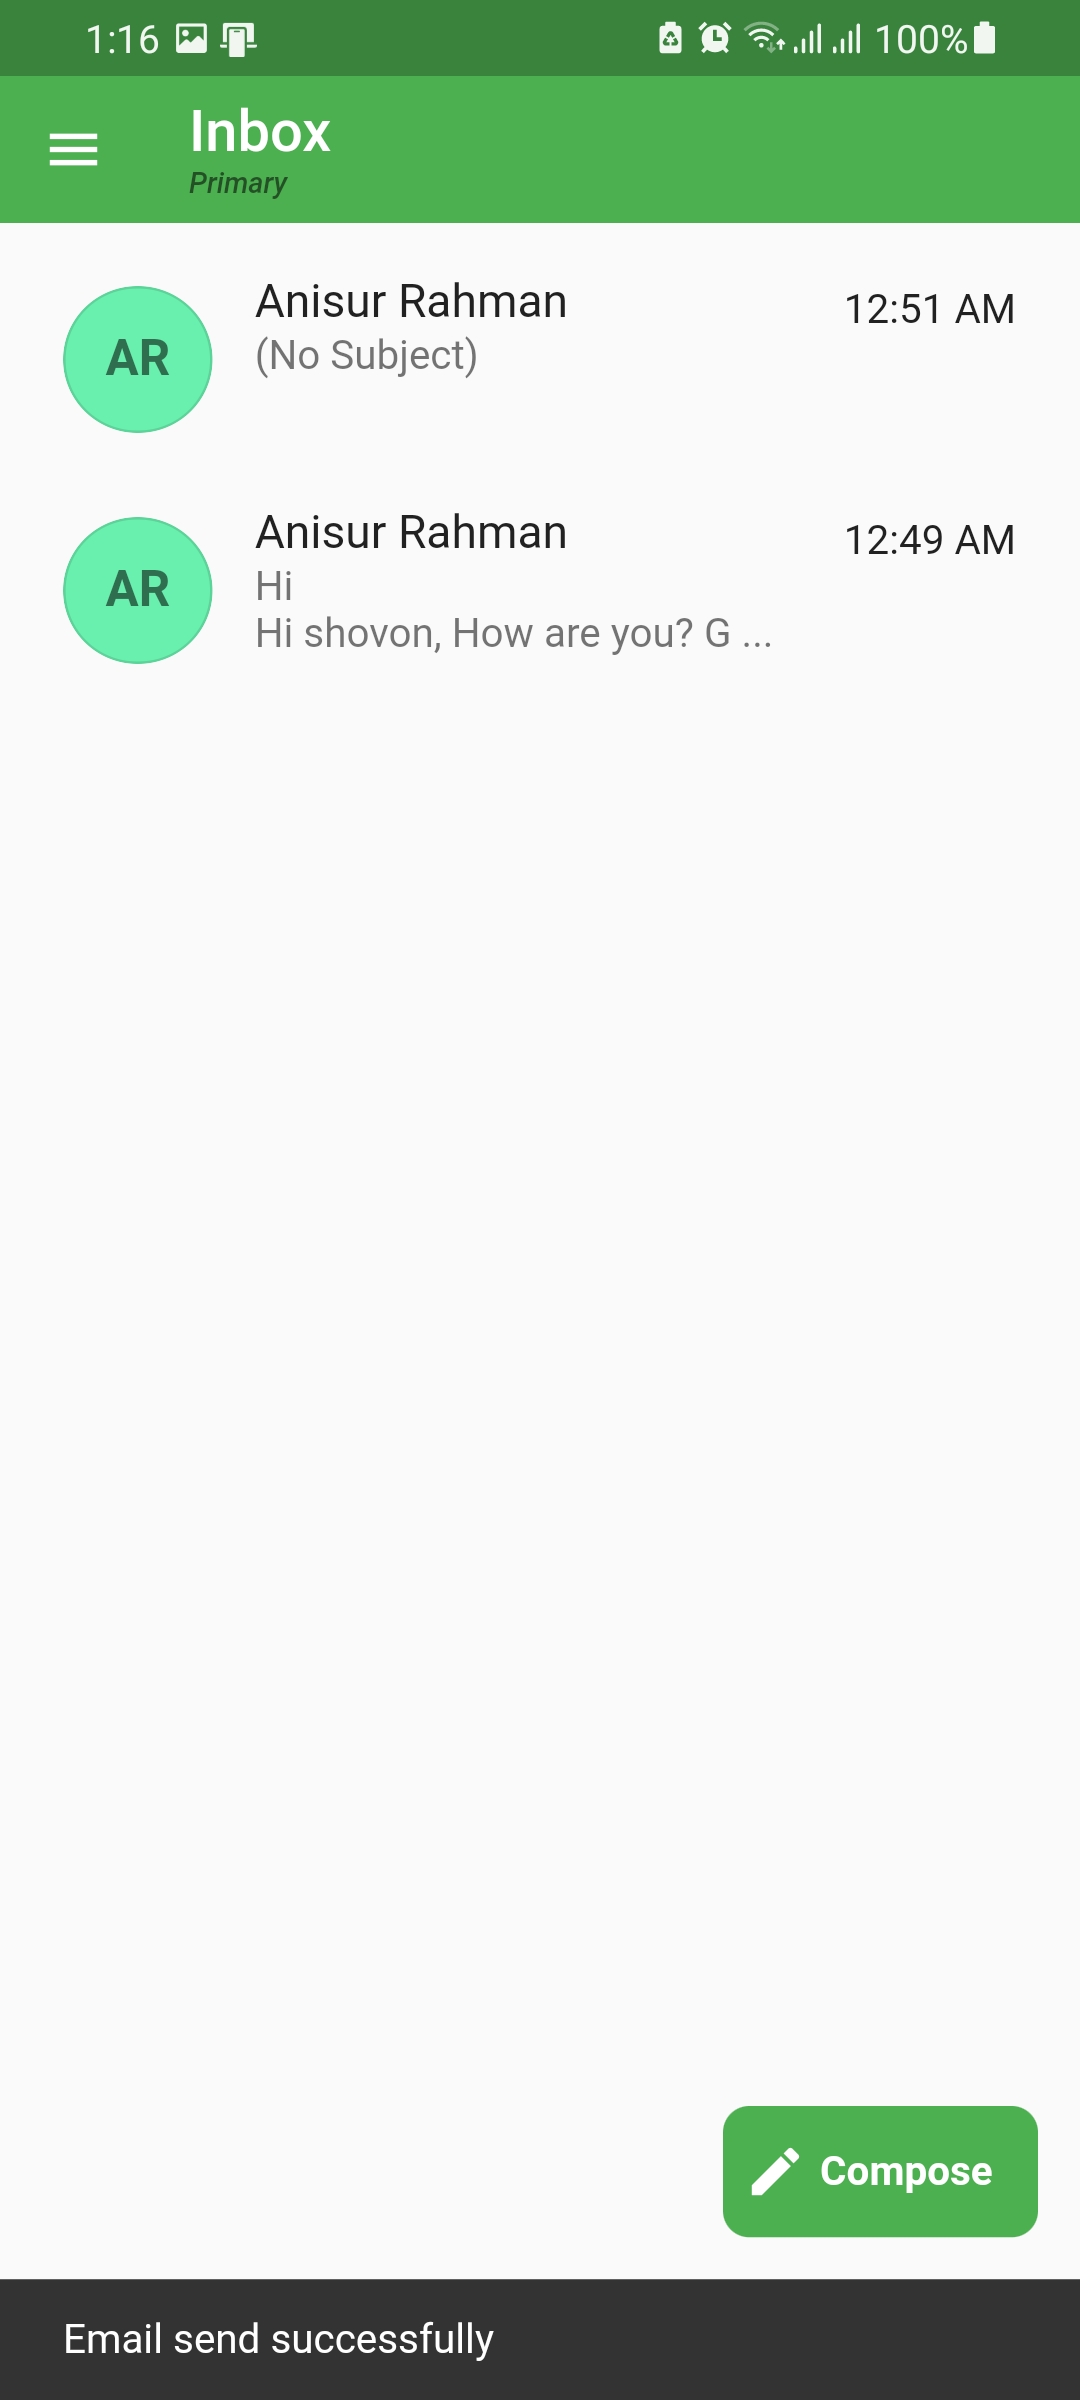 1:16 100%
Inbox
Primary
AR Anisur Rahman 12:51 AM
(No Subject)
AR Anisur Rahman 12:49 AM
Hi
Hi shovon, How are you? G ...
Compose
Email send successfully